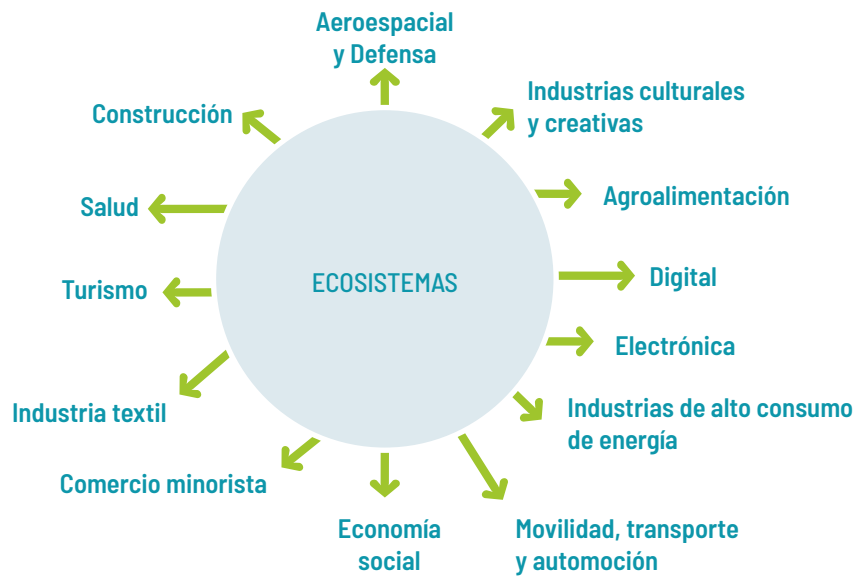 Aeroespacial
y Defensa
Industrias culturales
y creativas
Agroalimentación
Digital
Electrónica
Industrias de alto consumo
de energía
Movilidad, transporte
y automoción
Economía
social
Comercio minorista
Industria textil
Turismo
Salud
Construcción
ECOSISTEMAS